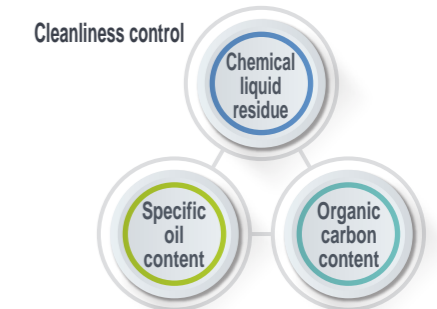 Cleanliness control
Chemical
liquid
residue
Specific
oil
content
Organic
carbon
content